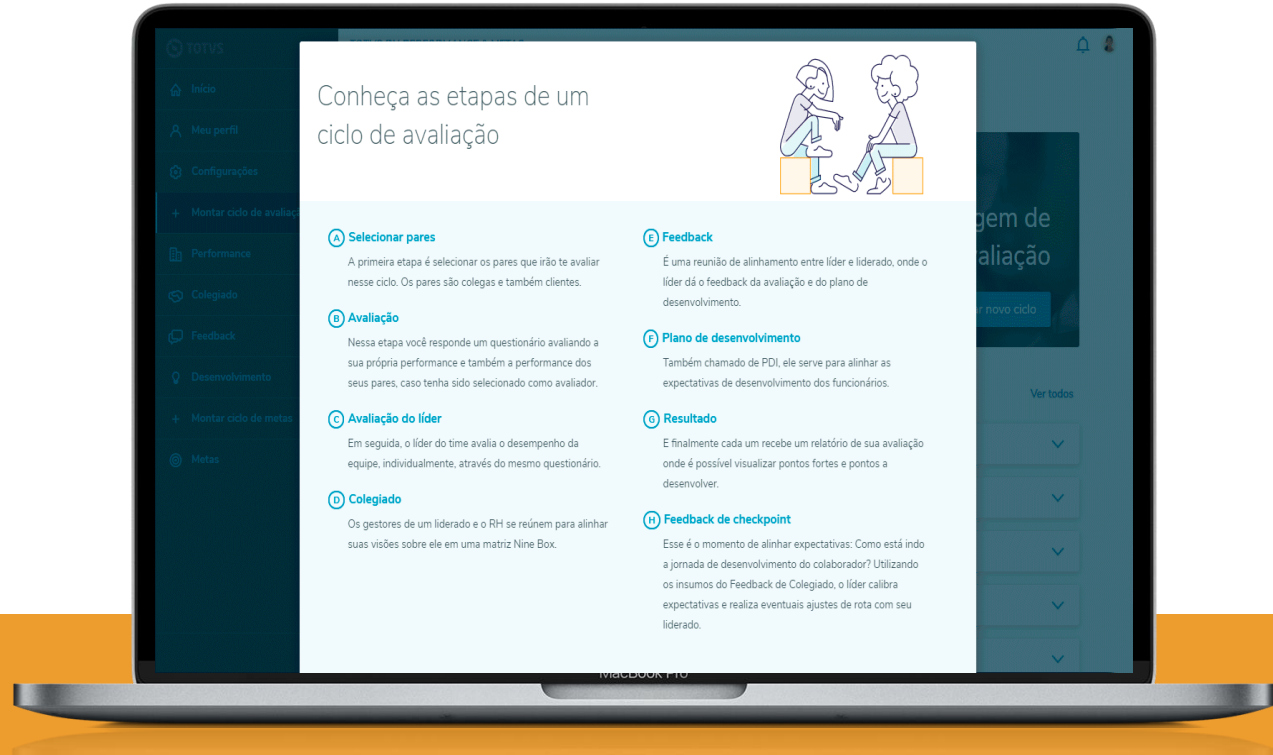 TOTVS
Início
Meu perfil
Configurações
+ Montar ciclo de avaliaçã
Performance
Colegiado
Feedback
Desenvolvimento
+ Montar ciclo de metas
Metas
Conheça as etapas de um
ciclo de avaliação
A Selecionar pares
A primeira etapa é selecionar os pares que irão te avaliar
nesse ciclo. Os pares são colegas e também clientes.
B Avaliação
Nessa etapa você responde um questionário avaliando a
sua própria performance e também a performance dos
seus pares, caso tenha sido selecionado como avaliador.
C Avaliação do líder
Em seguida, o líder do time avalia o desempenho da
equipe, individualmente, através do mesmo questionário.
D Colegiado
Os gestores de um liderado e o RH se reúnem para alinhar
suas visões sobre ele em uma matriz Nine Box.
E Feedback
É uma reunião de alinhamento entre líder e liderado, onde o
líder dá o feedback da avaliação e do plano de
desenvolvimento.
F Plano de desenvolvimento
Também chamado de PDI, ele serve para alinhar as
expectativas de desenvolvimento dos funcionários.
G Resultado
E finalmente cada um recebe um relatório de sua avaliação
onde é possível visualizar pontos fortes e pontos a
desenvolver.
H Feedback de checkpoint
Esse é o momento de alinhar expectativas: Como está indo
a jornada de desenvolvimento do colaborador? Utilizando
os insumos do Feedback de Colegiado, o líder calibra
expectativas e realiza eventuais ajustes de rota com seu
liderado.
gem de
aliação
r novo ciclo
Ver todos
MacBook Pro